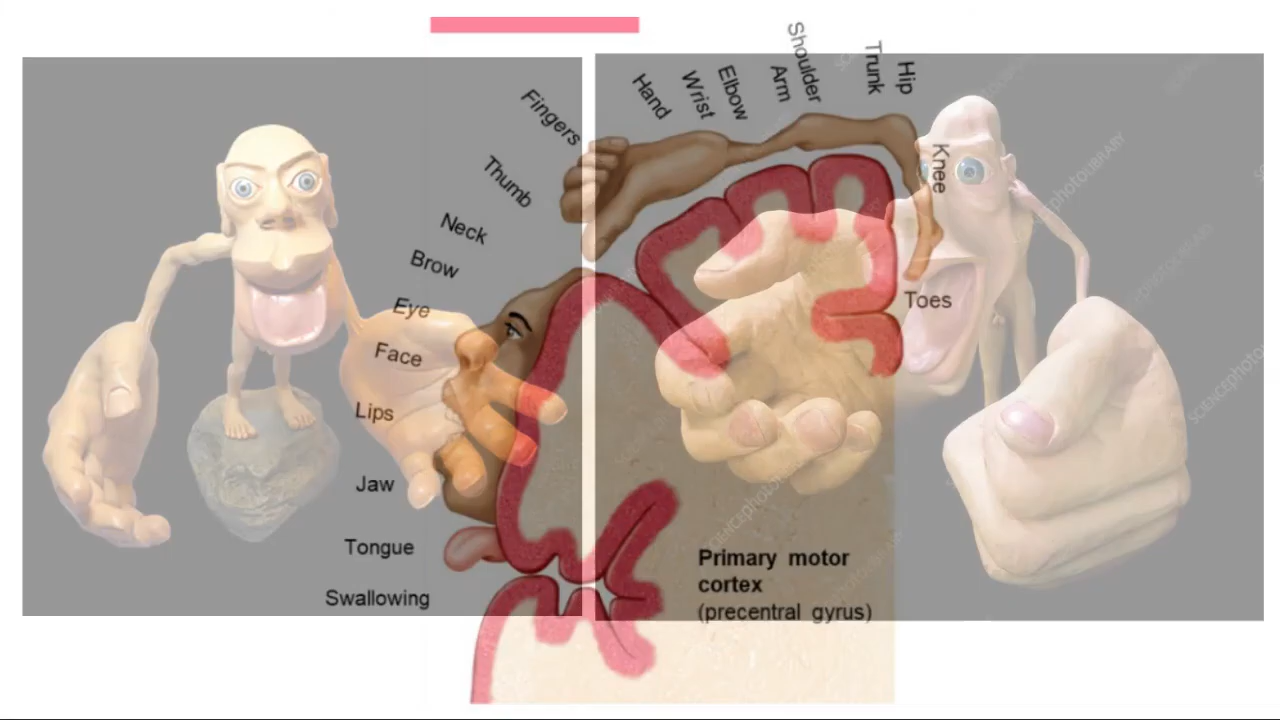 Shoulder
Trunk
Hip
Arm
Elbow
Wrist
Hand
Fingers
Thumb
Knee
Neck
Brow
Eye
Face
Toes
Lips
Jaw
Tongue
Swallowing
Primary motor
cortex
(precentral gyrus)
SCIENCEphotoLIBRARY